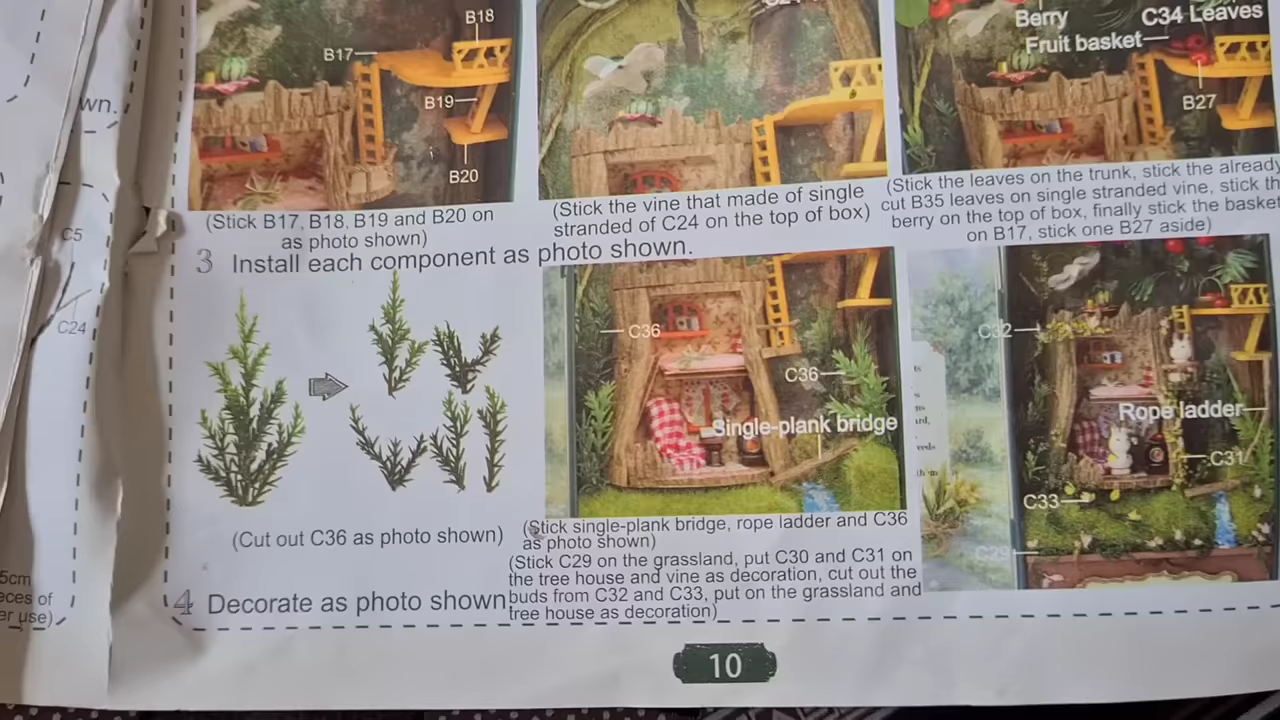 B18
B17
B19
B20
(Stick B17, B18, B19 and B20 on
as photo shown)
(Stick the vine that made of single
stranded of C24 on the top of box)
Berry
C34 Leaves
Fruit basket
B27
(Stick the leaves on the trunk, stick the already
cut B35 leaves on single stranded vine, stick
berry on the top of box, finally stick the basket
on B17, stick one B27 aside)
wn.
C5
C24
5cm
eces of
er use)
3 Install each component as photo shown.
(Cut out C36 as photo shown)
C36
C36
Single-plank bridge
(Stick single-plank bridge, rope ladder and C36
as photo shown)
C32
Rope ladder
C31
C33
C29
4 Decorate as photo shown
(Stick C29 on the grassland, put C30 and C31 on
the tree house and vine as decoration, cut out the
buds from C32 and C33, put on the grassland and
tree house as decoration)
10